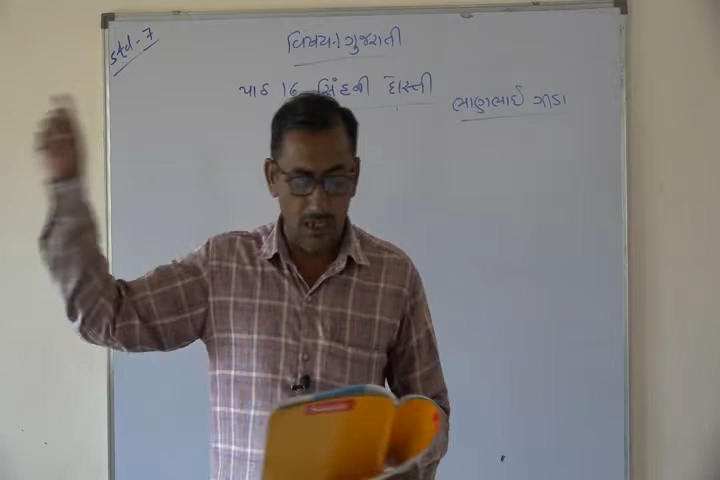 std - 7
વિષય:- ગુજરાતી
પાઠ 16 સિંહની દોસ્તી
ભાણભાઈ ગીડા